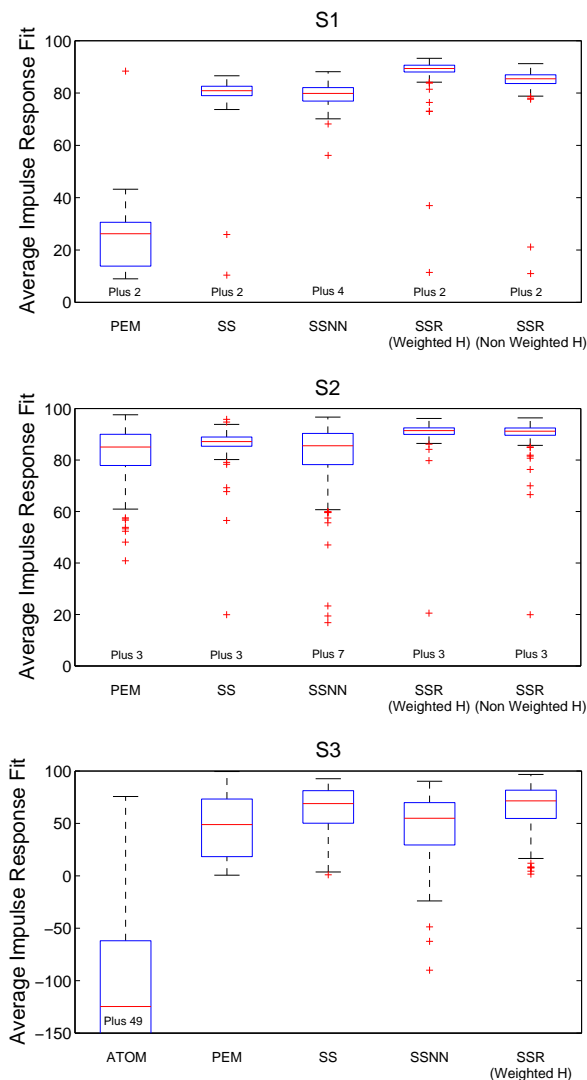 S1
100
80
60
40
20
0
Average Impulse Response Fit
Plus 2 Plus 2 Plus 4 Plus 2 Plus 2
PEM SS SSNN SSR SSR
(Weighted H) (Non Weighted H)
S2
100
80
60
40
20
0
Average Impulse Response Fit
Plus 3 Plus 3 Plus 7 Plus 3 Plus 3
PEM SS SSNN SSR SSR
(Weighted H) (Non Weighted H)
S3
100
50
0
−50
−100
−150
Average Impulse Response Fit
Plus 49
ATOM PEM SS SSNN SSR
(Weighted H)